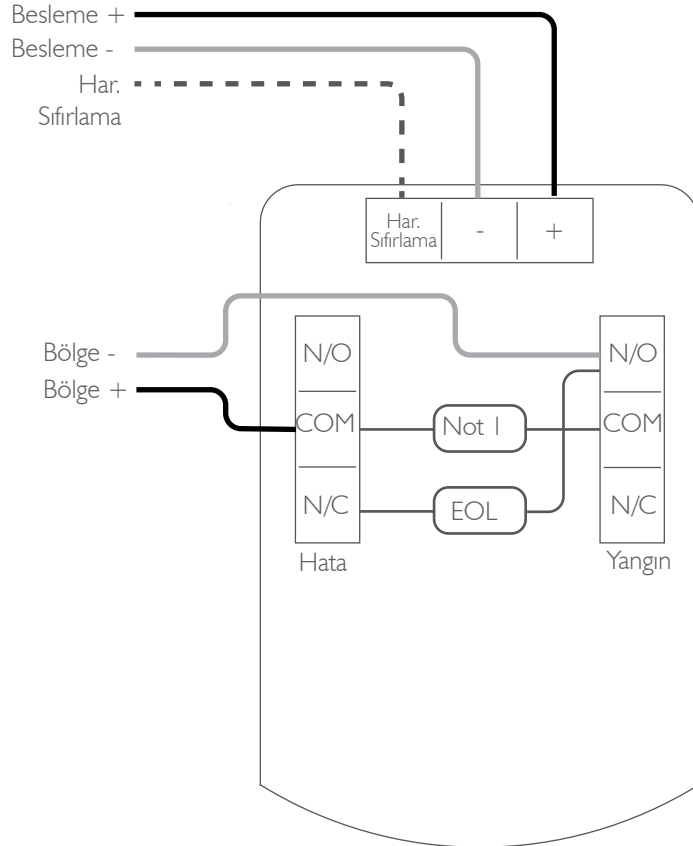 Besleme +
Besleme -
Har.
Sıfırlama
Har.
Sıfırlama
-
+
Bölge -
Bölge +
N/O
COM
N/C
Hata
Not 1
EOL
N/O
COM
N/C
Yangın